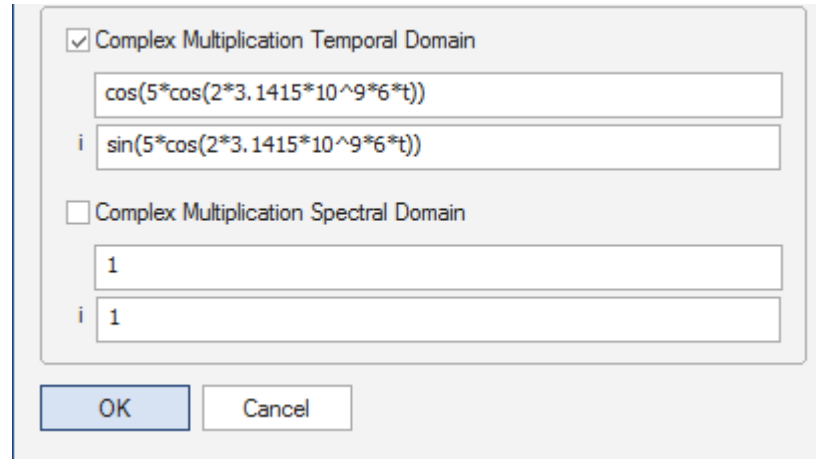 Complex Multiplication Temporal Domain
cos(5*cos(2*3.1415*10^9*6*t))
i sin(5*cos(2*3.1415*10^9*6*t))
Complex Multiplication Spectral Domain
1
i 1
OK Cancel